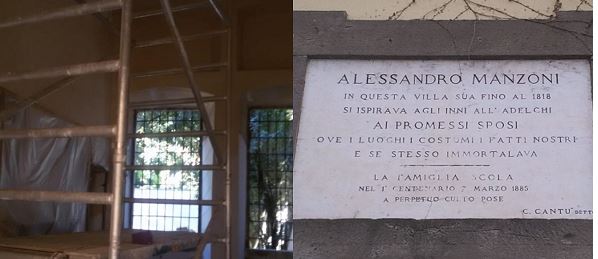 ALESSANDRO MANZONI
IN QUESTA VILLA SUA FINO AL 1818
SI ISPIRAVA AGLI INNI ALL'ADELCHI
AI PROMESSI SPOSI
OVE I LUOGHI I COSTUMI I FATTI NOSTRI
E SE STESSO IMMORTALAVA
LA FAMIGLIA SCOLA
NEL 1° CENTENARIO 7 MARZO 1885
A PERPETUO CULTO POSE
C. CANTU' DETTÒ